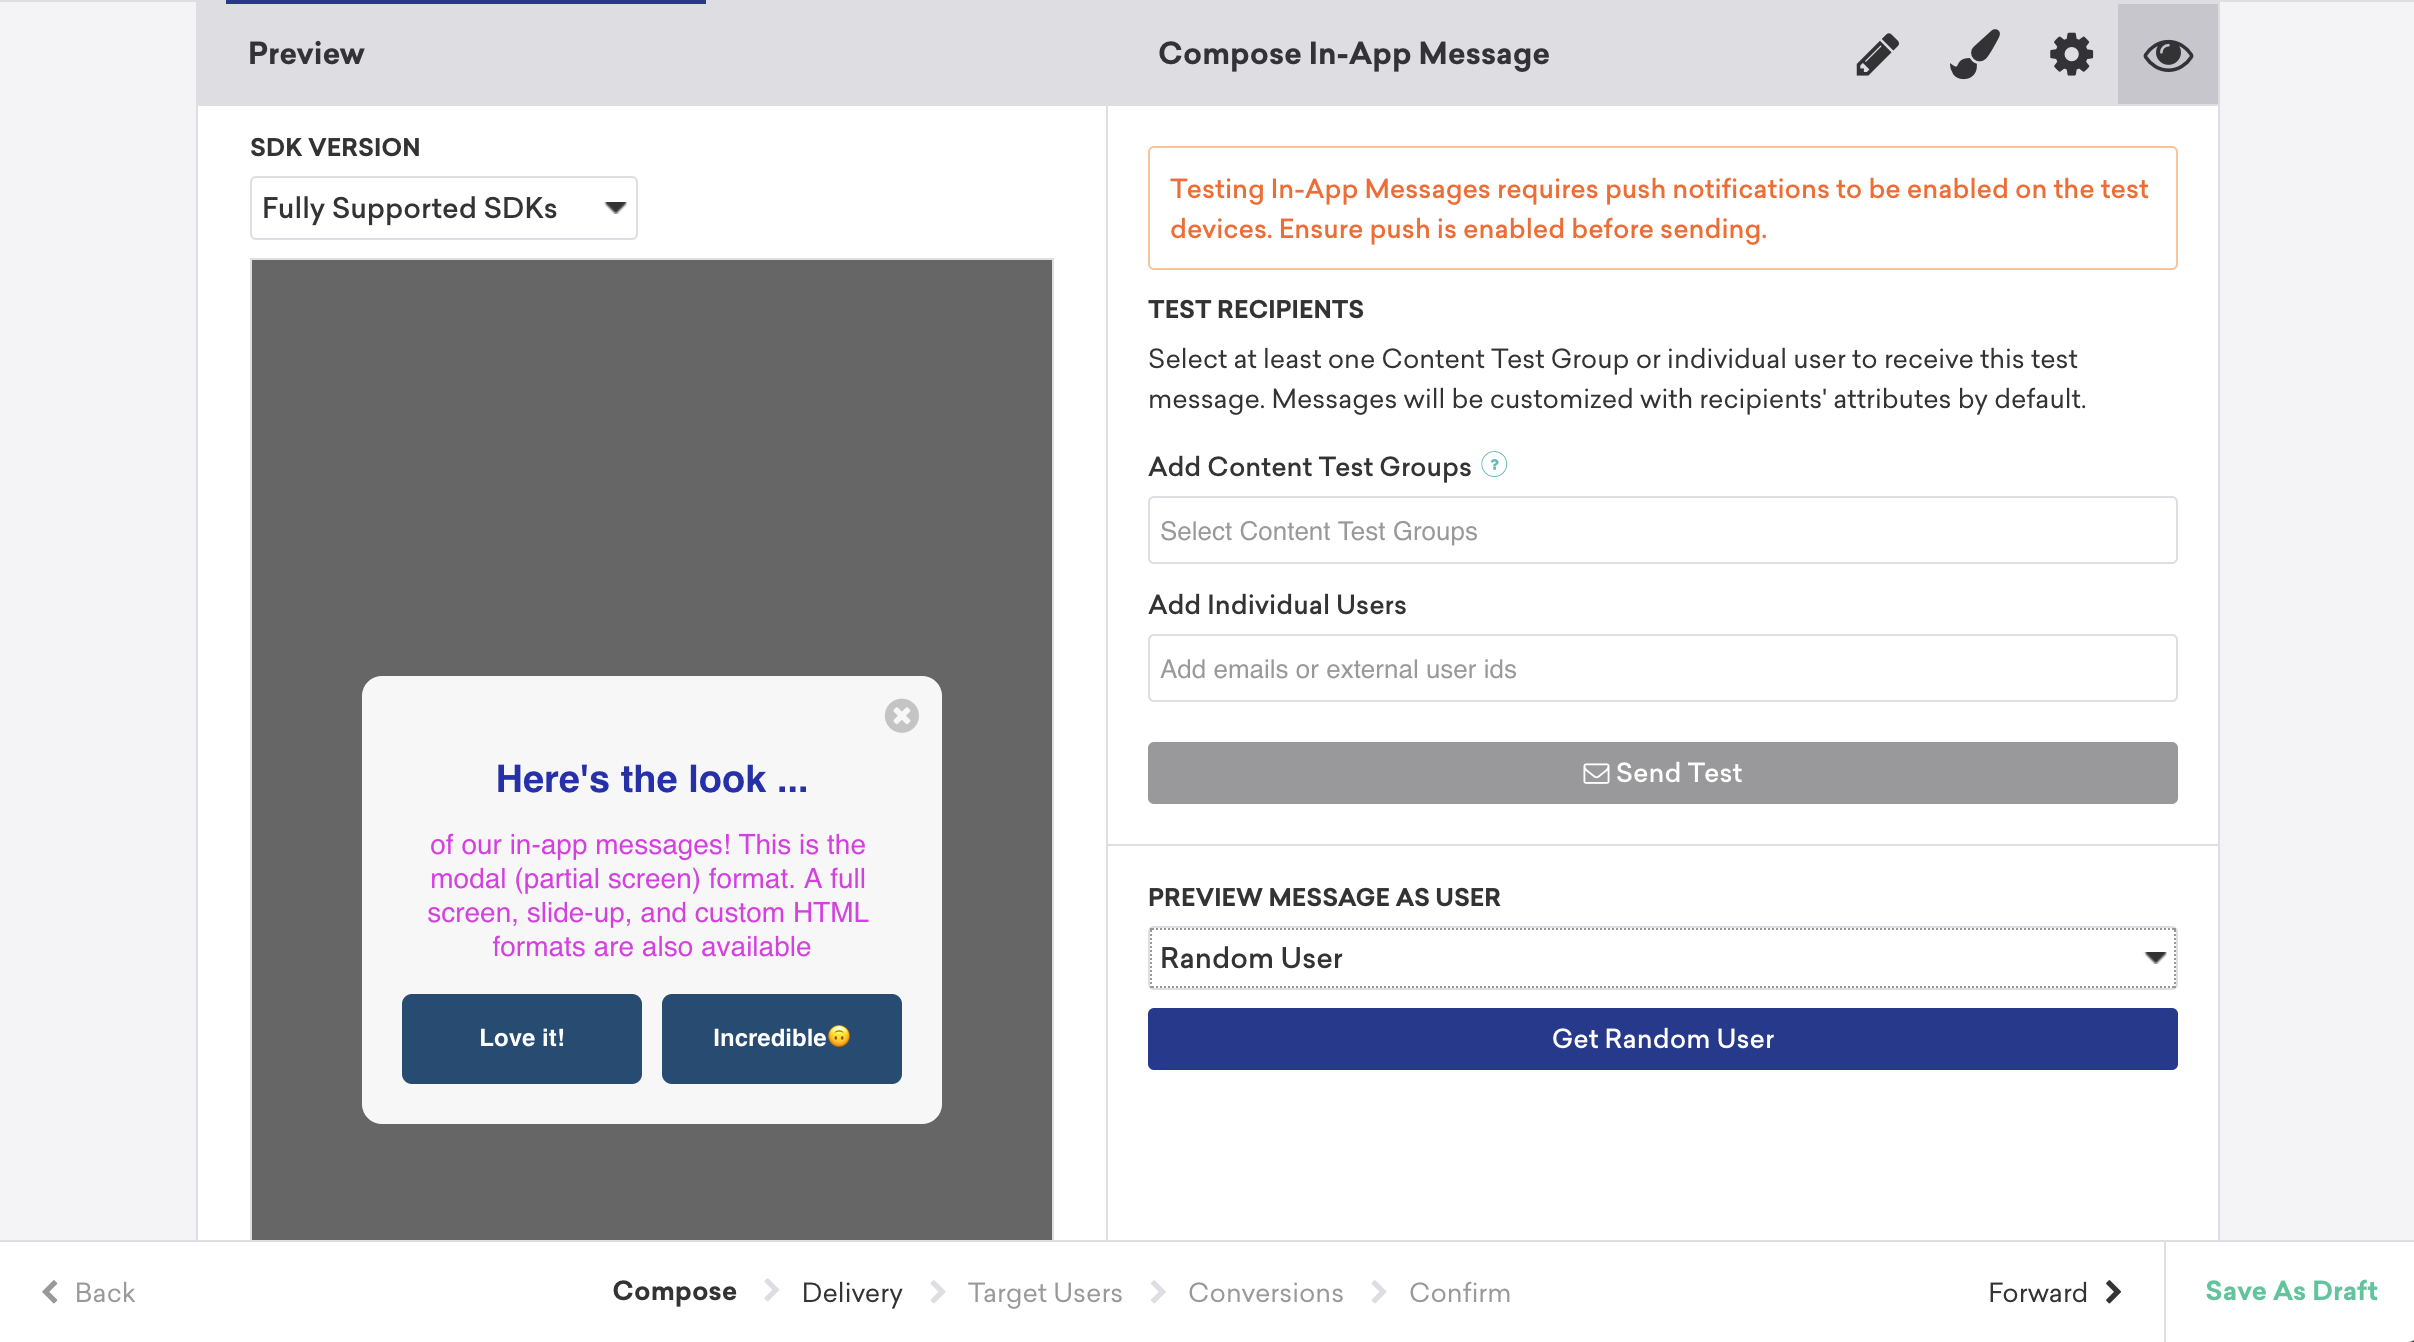 Preview
Compose In-App Message
SDK VERSION
Fully Supported SDKs
Here's the look ...
of our in-app messages! This is the
modal (partial screen) format. A full
screen, slide-up, and custom HTML
formats are also available
Love it!
Incredible🙃
Testing In-App Messages requires push notifications to be enabled on the test
devices. Ensure push is enabled before sending.
TEST RECIPIENTS
Select at least one Content Test Group or individual user to receive this test
message. Messages will be customized with recipients' attributes by default.
Add Content Test Groups ?
Select Content Test Groups
Add Individual Users
Add emails or external user ids
Send Test
PREVIEW MESSAGE AS USER
Random User
Get Random User
Back
Compose
Delivery
Target Users
Conversions
Confirm
Forward
Save As Draft